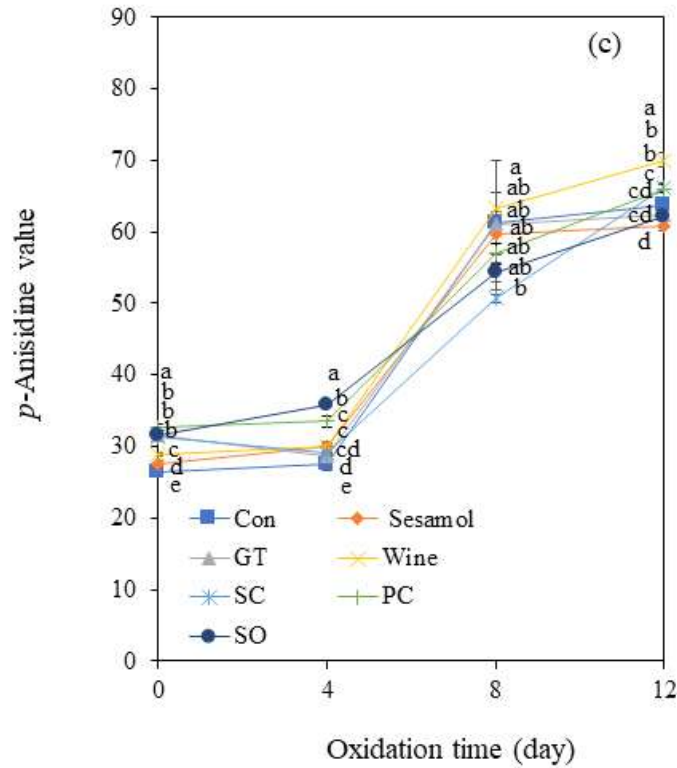 (c)
p-Anisidine value
90
80
70
60
50
40
30
20
10
0
a
b
b
b
c
d
e
a
b
c
c
cd
d
e
a
ab
ab
ab
ab
ab
b
a
b
b
c
cd
cd
d
Con Sesamol
GT Wine
SC PC
SO
0 4 8 12
Oxidation time (day)